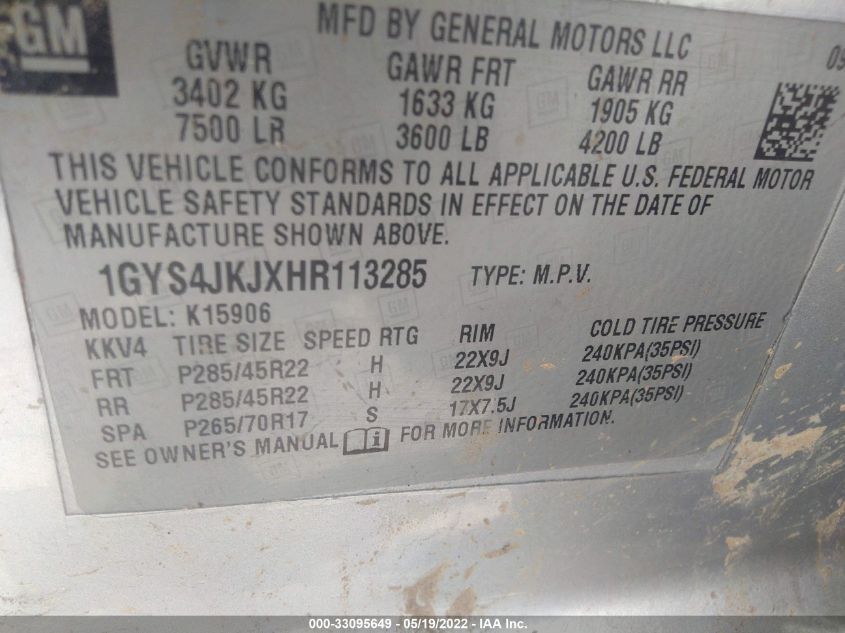 GM
MFD BY GENERAL MOTORS LLC
09
GVWR GAWR FRT GAWR RR
3402 KG 1633 KG 1905 KG
7500 LB 3600 LB 4200 LB
THIS VEHICLE CONFORMS TO ALL APPLICABLE U.S. FEDERAL MOTOR
VEHICLE SAFETY STANDARDS IN EFFECT ON THE DATE OF
MANUFACTURE SHOWN ABOVE.
1GYS4JKJXHR113285 TYPE: M.P.V.
MODEL: K15906
KKV4 TIRE SIZE SPEED RTG RIM COLD TIRE PRESSURE
FRT P285/45R22 H 22X9J 240KPA(35PSI)
RR P285/45R22 H 22X9J 240KPA(35PSI)
SPA P265/70R17 S 17X7.5J 240KPA(35PSI)
SEE OWNER'S MANUAL FOR MORE INFORMATION.
000-33095649 - 05/19/2022 - IAA Inc.